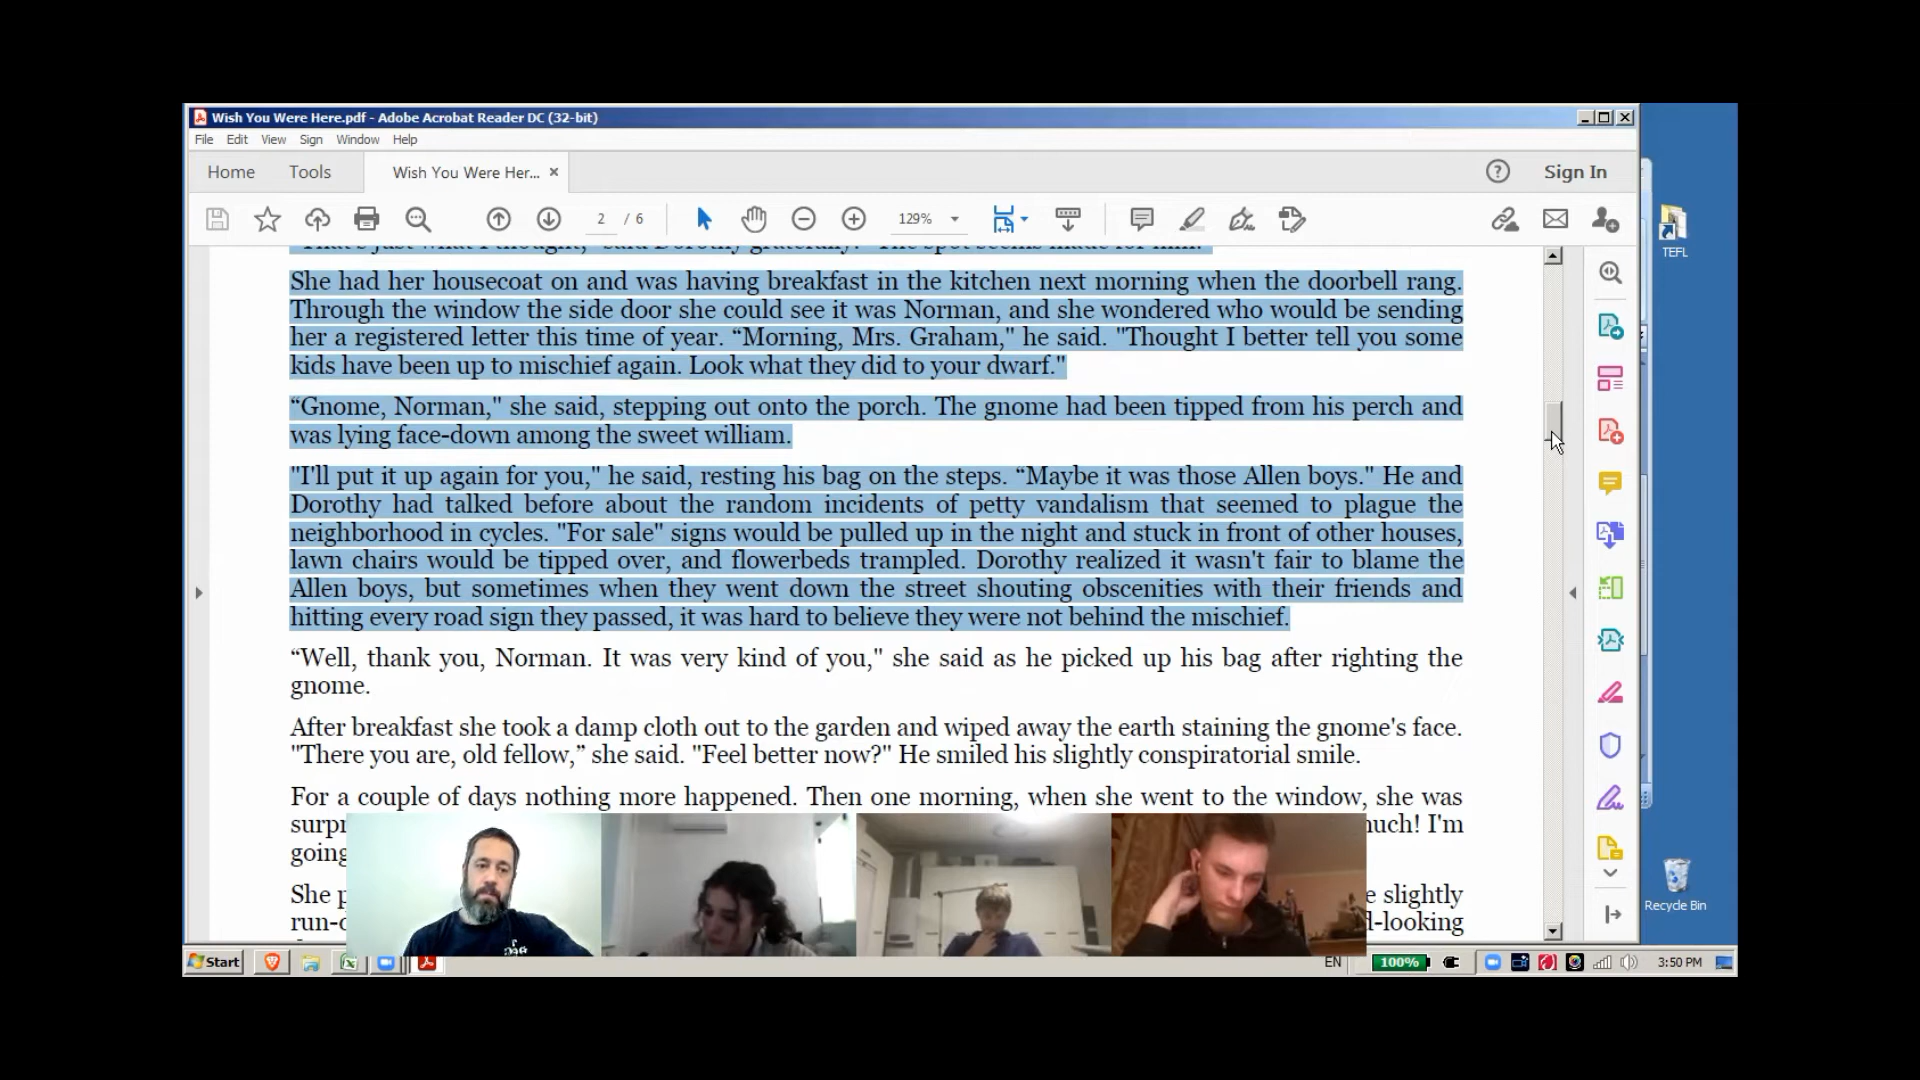 Wish You Were Here.pdf - Adobe Acrobat Reader DC (32-bit)
File Edit View Sign Window Help
Home Tools Wish You Were Her... Sign In
2 / 6 129%
TEFL
"That's just what I thought," said Dorothy gratefully. "The spot seems made for him."
She had her housecoat on and was having breakfast in the kitchen next morning when the doorbell rang.
Through the window the side door she could see it was Norman, and she wondered who would be sending
her a registered letter this time of year. “Morning, Mrs. Graham," he said. "Thought I better tell you some
kids have been up to mischief again. Look what they did to your dwarf."
“Gnome, Norman," she said, stepping out onto the porch. The gnome had been tipped from his perch and
was lying face-down among the sweet william.
"I'll put it up again for you," he said, resting his bag on the steps. “Maybe it was those Allen boys." He and
Dorothy had talked before about the random incidents of petty vandalism that seemed to plague the
neighborhood in cycles. "For sale" signs would be pulled up in the night and stuck in front of other houses,
lawn chairs would be tipped over, and flowerbeds trampled. Dorothy realized it wasn't fair to blame the
Allen boys, but sometimes when they went down the street shouting obscenities with their friends and
hitting every road sign they passed, it was hard to believe they were not behind the mischief.
“Well, thank you, Norman. It was very kind of you," she said as he picked up his bag after righting the
gnome.
After breakfast she took a damp cloth out to the garden and wiped away the earth staining the gnome's face.
"There you are, old fellow,” she said. "Feel better now?" He smiled his slightly conspiratorial smile.
For a couple of days nothing more happened. Then one morning, when she went to the window, she was
much! I'm
going
She slightly
Recycle Bin
Start EN 100% 3:50 PM